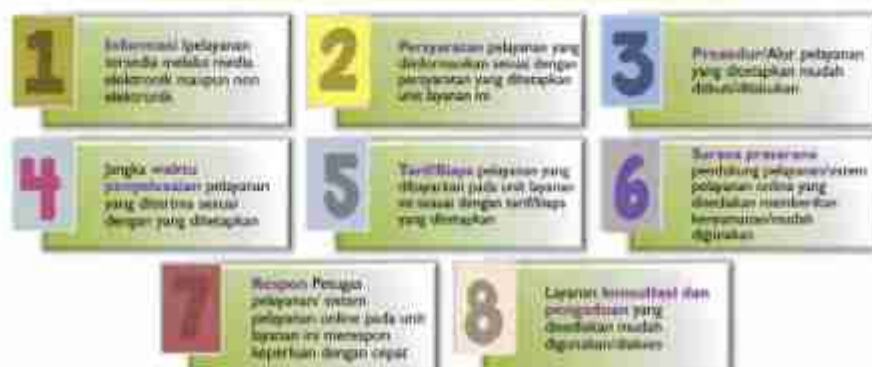 1
Informasi (pelayanan
tersedia melalui media
elektronik maupun non
elektronik
2
Persyaratan pelayanan yang
diinformasikan sesuai dengan
persyaratan yang ditetapkan
unit layanan ini
3
Prosedur/Alur pelayanan
yang ditetapkan mudah
diikuti/dilakukan
4
Jangka waktu
penyelesaian pelayanan
yang diterima sesuai
dengan yang ditetapkan
5
Tarif/Biaya pelayanan yang
dibayarkan pada unit layanan
ini sesuai dengan tarif/biaya
yang ditetapkan
6
Sarana prasarana
pendukung pelayanan/sistem
pelayanan online yang
disediakan memberikan
kenyamanan/mudah
digunakan
7
Respon Petugas
pelayanan/ sistem
pelayanan online pada unit
layanan ini merespon
keperluan dengan cepat
8
Layanan konsultasi dan
pengaduan yang
disediakan mudah
digunakan/diakses